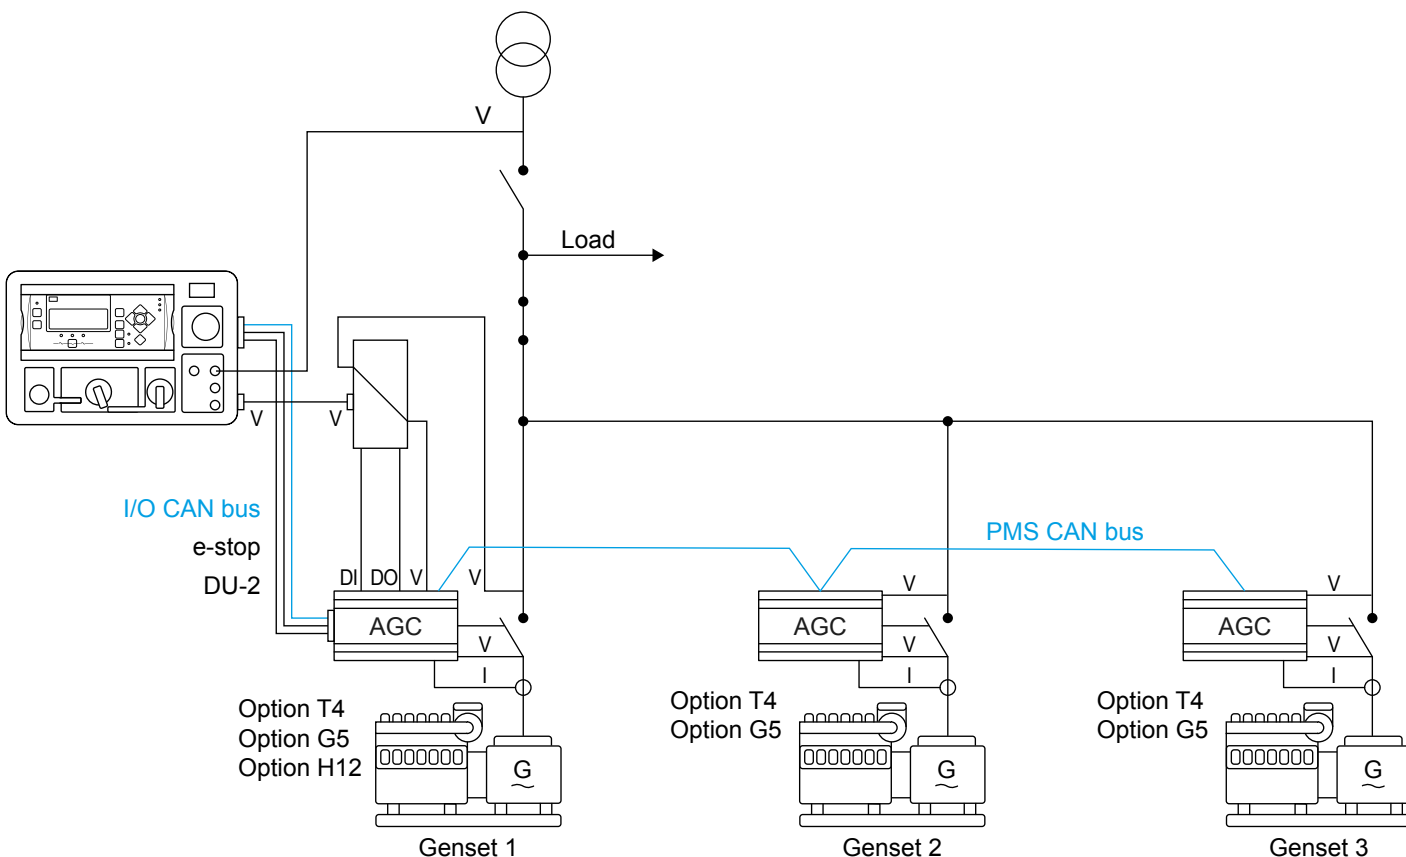 V
Load
V
V
I/O CAN bus
e-stop
DU-2
PMS CAN bus
DI
DO
V
V
AGC
V
I
V
AGC
V
I
V
AGC
V
I
Option T4
Option G5
Option H12
Option T4
Option G5
Option T4
Option G5
G
G
G
Genset 1
Genset 2
Genset 3